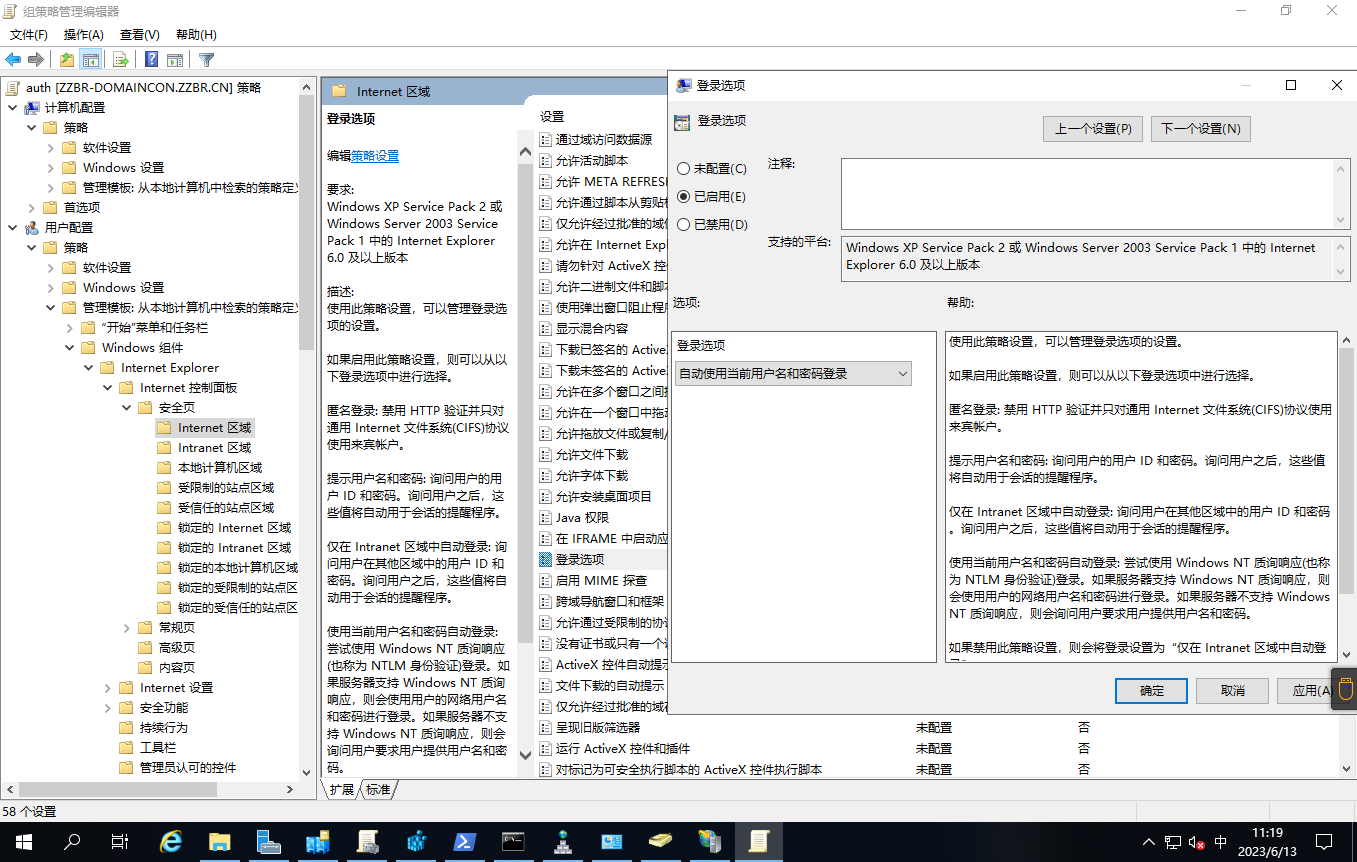 组策略管理编辑器
文件(F) 操作(A) 查看(V) 帮助(H)
auth [ZZBR-DOMAINCON.ZZBR.CN] 策略
计算机配置
策略
软件设置
Windows 设置
管理模板: 从本地计算机中检索的策略定义
首选项
用户配置
策略
软件设置
Windows 设置
管理模板: 从本地计算机中检索的策略定义
“开始”菜单和任务栏
Windows 组件
Internet Explorer
Internet 控制面板
安全页
Internet 区域
Intranet 区域
本地计算机区域
受限制的站点区域
受信任的站点区域
锁定的 Internet 区域
锁定的 Intranet 区域
锁定的本地计算机区域
锁定的受限制的站点区
锁定的受信任的站点区
常规页
高级页
内容页
Internet 设置
安全功能
持续行为
工具栏
管理员认可的控件
Internet 区域
登录选项
编辑策略设置
要求:
Windows XP Service Pack 2 或
Windows Server 2003 Service
Pack 1 中的 Internet Explorer
6.0 及以上版本
描述:
使用此策略设置，可以管理登录选
项的设置。
如果启用此策略设置，则可以从以
下登录选项中进行选择。
匿名登录: 禁用 HTTP 验证并只对
通用 Internet 文件系统(CIFS)协议
使用来宾帐户。
提示用户名和密码: 询问用户的用
户 ID 和密码。询问用户之后，这
些值将自动用于会话的提醒程序。
仅在 Intranet 区域中自动登录: 询
问用户在其他区域中的用户 ID 和
密码。询问用户之后，这些值将自
动用于会话的提醒程序。
使用当前用户名和密码自动登录:
尝试使用 Windows NT 质询响应
(也称为 NTLM 身份验证)登录。如
果服务器支持 Windows NT 质询
响应，则会使用用户的网络用户名
和密码进行登录。如果服务器不支
持 Windows NT 质询响应，则会
询问用户要求用户提供用户名和密
码。
设置
通过域访问数据源
允许活动脚本
允许 META REFRESH
允许通过脚本从剪贴板
仅允许经过批准的域使
允许在 Internet Expl
请勿针对 ActiveX 控件
允许二进制文件和脚本
使用弹出窗口阻止程序
显示混合内容
下载已签名的 ActiveX
下载未签名的 ActiveX
允许在多个窗口之间拖
允许在一个窗口中拖动
允许拖放文件或复制/
允许文件下载
允许字体下载
允许安装桌面项目
Java 权限
在 IFRAME 中启动应
登录选项
启用 MIME 探查
跨域导航窗口和框架
允许通过受限制的协议
没有证书或只有一个证
ActiveX 控件自动提示
文件下载的自动提示
仅允许经过批准的域在
呈现旧版筛选器 未配置 否
运行 ActiveX 控件和插件 未配置 否
对标记为可安全执行脚本的 ActiveX 控件执行脚本 未配置 否
扩展 标准
58 个设置
登录选项
登录选项
上一个设置(P) 下一个设置(N)
未配置(C)
已启用(E)
已禁用(D)
注释:
支持的平台:
Windows XP Service Pack 2 或 Windows Server 2003 Service Pack 1 中的 Internet
Explorer 6.0 及以上版本
选项:
帮助:
登录选项
自动使用当前用户名和密码登录
使用此策略设置，可以管理登录选项的设置。
如果启用此策略设置，则可以从以下登录选项中进行选择。
匿名登录: 禁用 HTTP 验证并只对通用 Internet 文件系统(CIFS)协议使用
来宾帐户。
提示用户名和密码: 询问用户的用户 ID 和密码。询问用户之后，这些值
将自动用于会话的提醒程序。
仅在 Intranet 区域中自动登录: 询问用户在其他区域中的用户 ID 和密码
。询问用户之后，这些值将自动用于会话的提醒程序。
使用当前用户名和密码自动登录: 尝试使用 Windows NT 质询响应(也称
为 NTLM 身份验证)登录。如果服务器支持 Windows NT 质询响应，则
会使用用户的网络用户名和密码进行登录。如果服务器不支持 Windows
NT 质询响应，则会询问用户要求用户提供用户名和密码。
如果禁用此策略设置，则会将登录设置为“仅在 Intranet 区域中自动登
确定 取消 应用(A)
中
11:19
2023/6/13